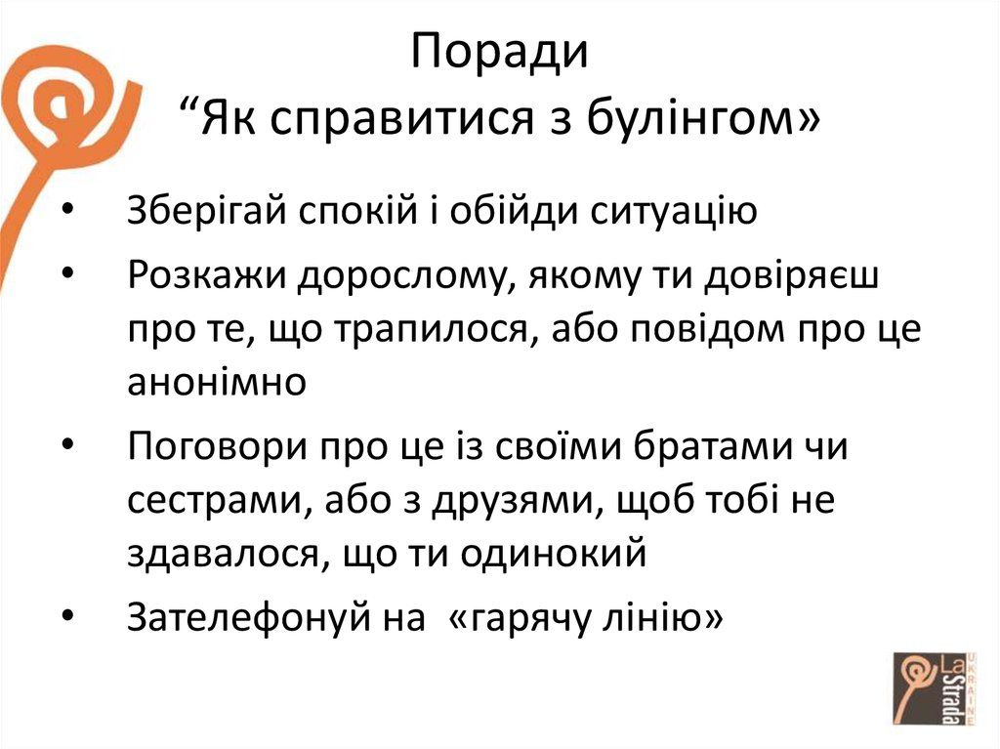 Поради
“Як справитися з булінгом»
• Зберігай спокій і обійди ситуацію
• Розкажи дорослому, якому ти довіряєш
про те, що трапилося, або повідом про це
анонімно
• Поговори про це із своїми братами чи
сестрами, або з друзями, щоб тобі не
здавалося, що ти одинокий
• Зателефонуй на «гарячу лінію»
La
Strada
UKRAINE